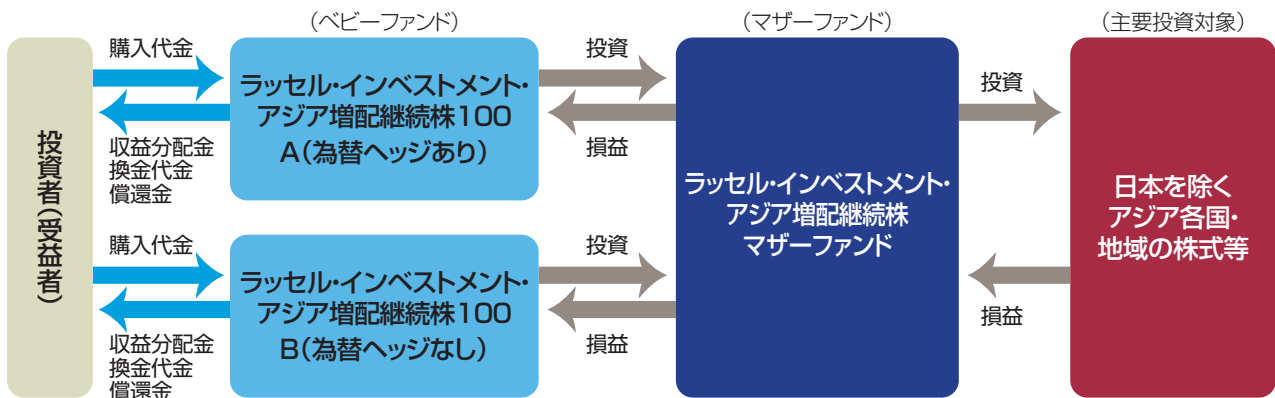 (ベビーファンド)
(マザーファンド)
(主要投資対象)
投資者(受益者)
購入代金
収益分配金
換金代金
償還金
ラッセル・インベストメント・
アジア増配継続株100
A(為替ヘッジあり)
投資
損益
購入代金
収益分配金
換金代金
償還金
ラッセル・インベストメント・
アジア増配継続株100
B(為替ヘッジなし)
投資
損益
ラッセル・インベストメント・
アジア増配継続株
マザーファンド
投資
損益
日本を除く
アジア各国・
地域の株式等